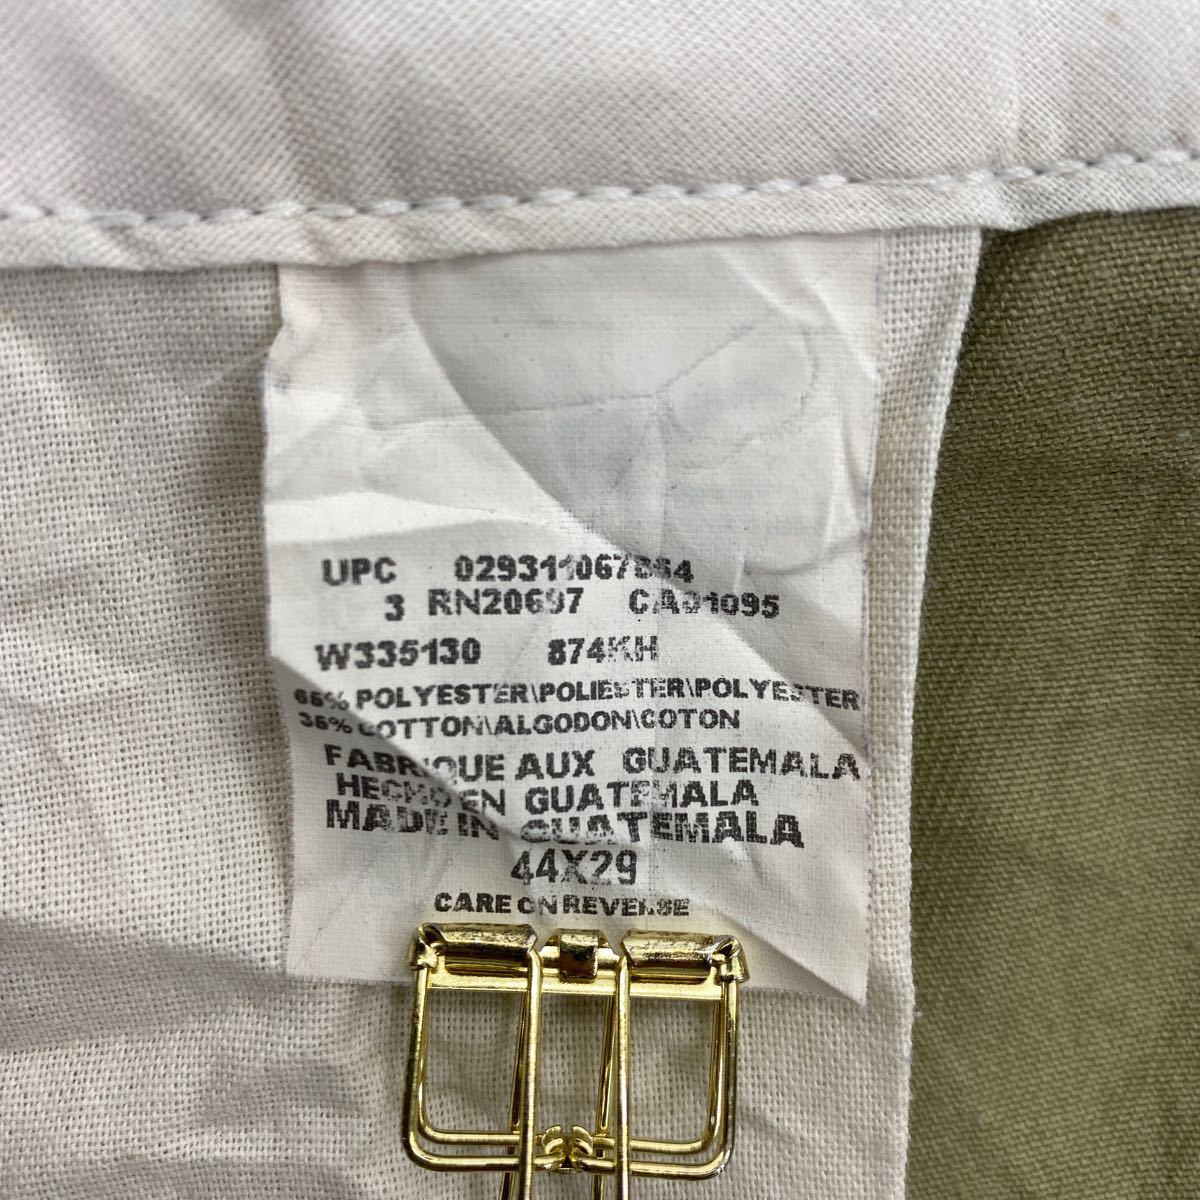 UPC 029311067884
3 RN20697 CA01095
W335130 874KH
65% POLYESTER\POLIESTER\POLYESTER
35% COTTON\ALGODON\COTON
FABRIQUE AUX GUATEMALA
HECHO EN GUATEMALA
MADE IN GUATEMALA
44X29
CARE ON REVERSE